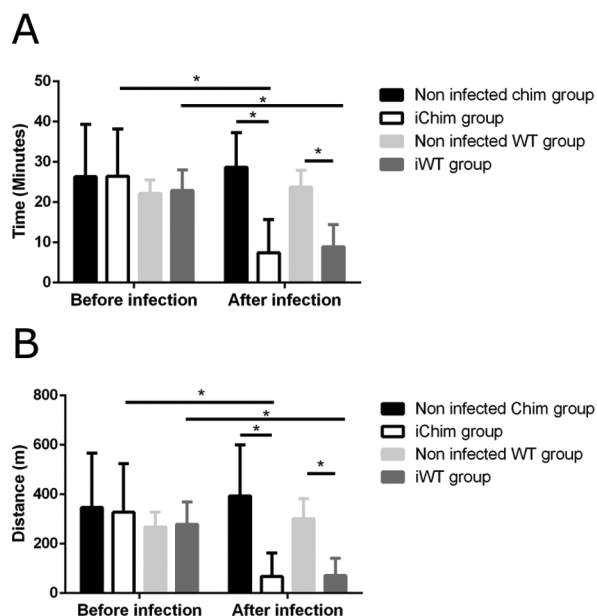 A
50
40
30
20
10
0
Time (Minutes)
*
*
*
*
Before infection
After infection
Non infected chim group
iChim group
Non infected WT group
iWT group
B
800
600
400
200
0
Distance (m)
*
*
*
*
Before infection
After infection
Non infected Chim group
iChim group
Non infected WT group
iWT group